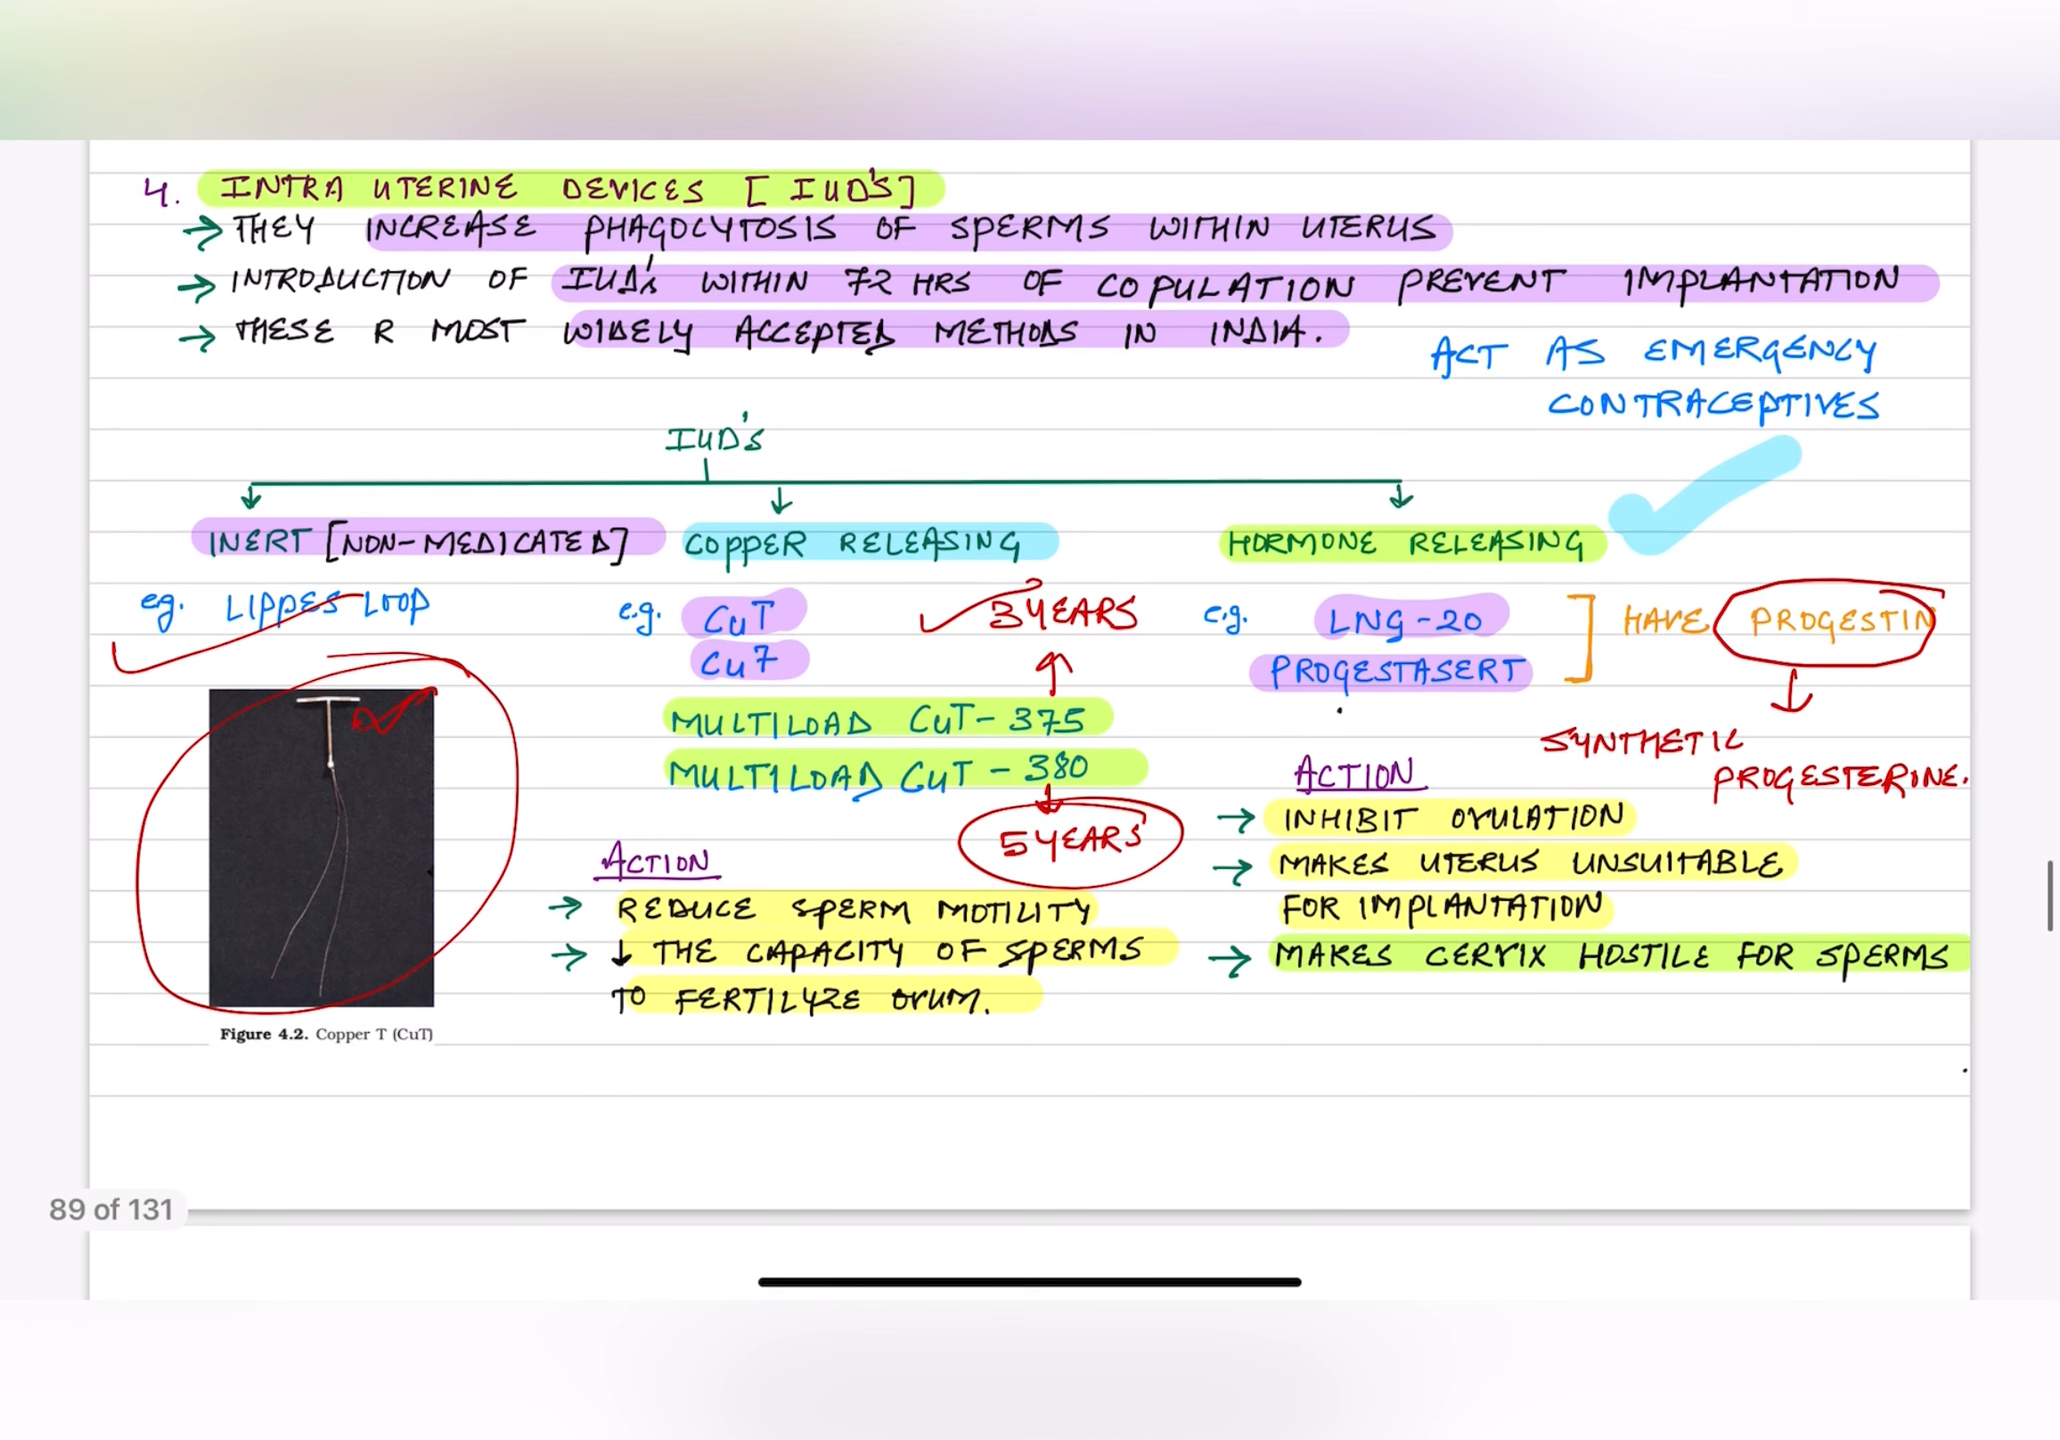 4. INTRA UTERINE DEVICES [IUD'S]
→ THEY INCREASE PHAGOCYTOSIS OF SPERMS WITHIN UTERUS
→ INTRODUCTION OF IUD's WITHIN 72 HRS OF COPULATION PREVENT IMPLANTATION
→ THESE R MOST WIDELY ACCEPTED METHODS IN INDIA.
ACT AS EMERGENCY
CONTRACEPTIVES
IUD'S
INERT [NON-MEDICATED]
eg. LIPPES LOOP
Figure 4.2. Copper T (CuT)
COPPER RELEASING
e.g. CuT
Cu7
3 YEARS
MULTILOAD CuT-375
MULTILOAD CuT-380
5 YEARS
ACTION
→ REDUCE SPERM MOTILITY
→ ↓ THE CAPACITY OF SPERMS
TO FERTILYZE OVUM.
HORMONE RELEASING
e.g. LNG-20
PROGESTASERT
] HAVE PROGESTIN
SYNTHETIC
PROGESTERINE.
ACTION
→ INHIBIT OVULATION
→ MAKES UTERUS UNSUITABLE
FOR IMPLANTATION
→ MAKES CERVIX HOSTILE FOR SPERMS
89 of 131